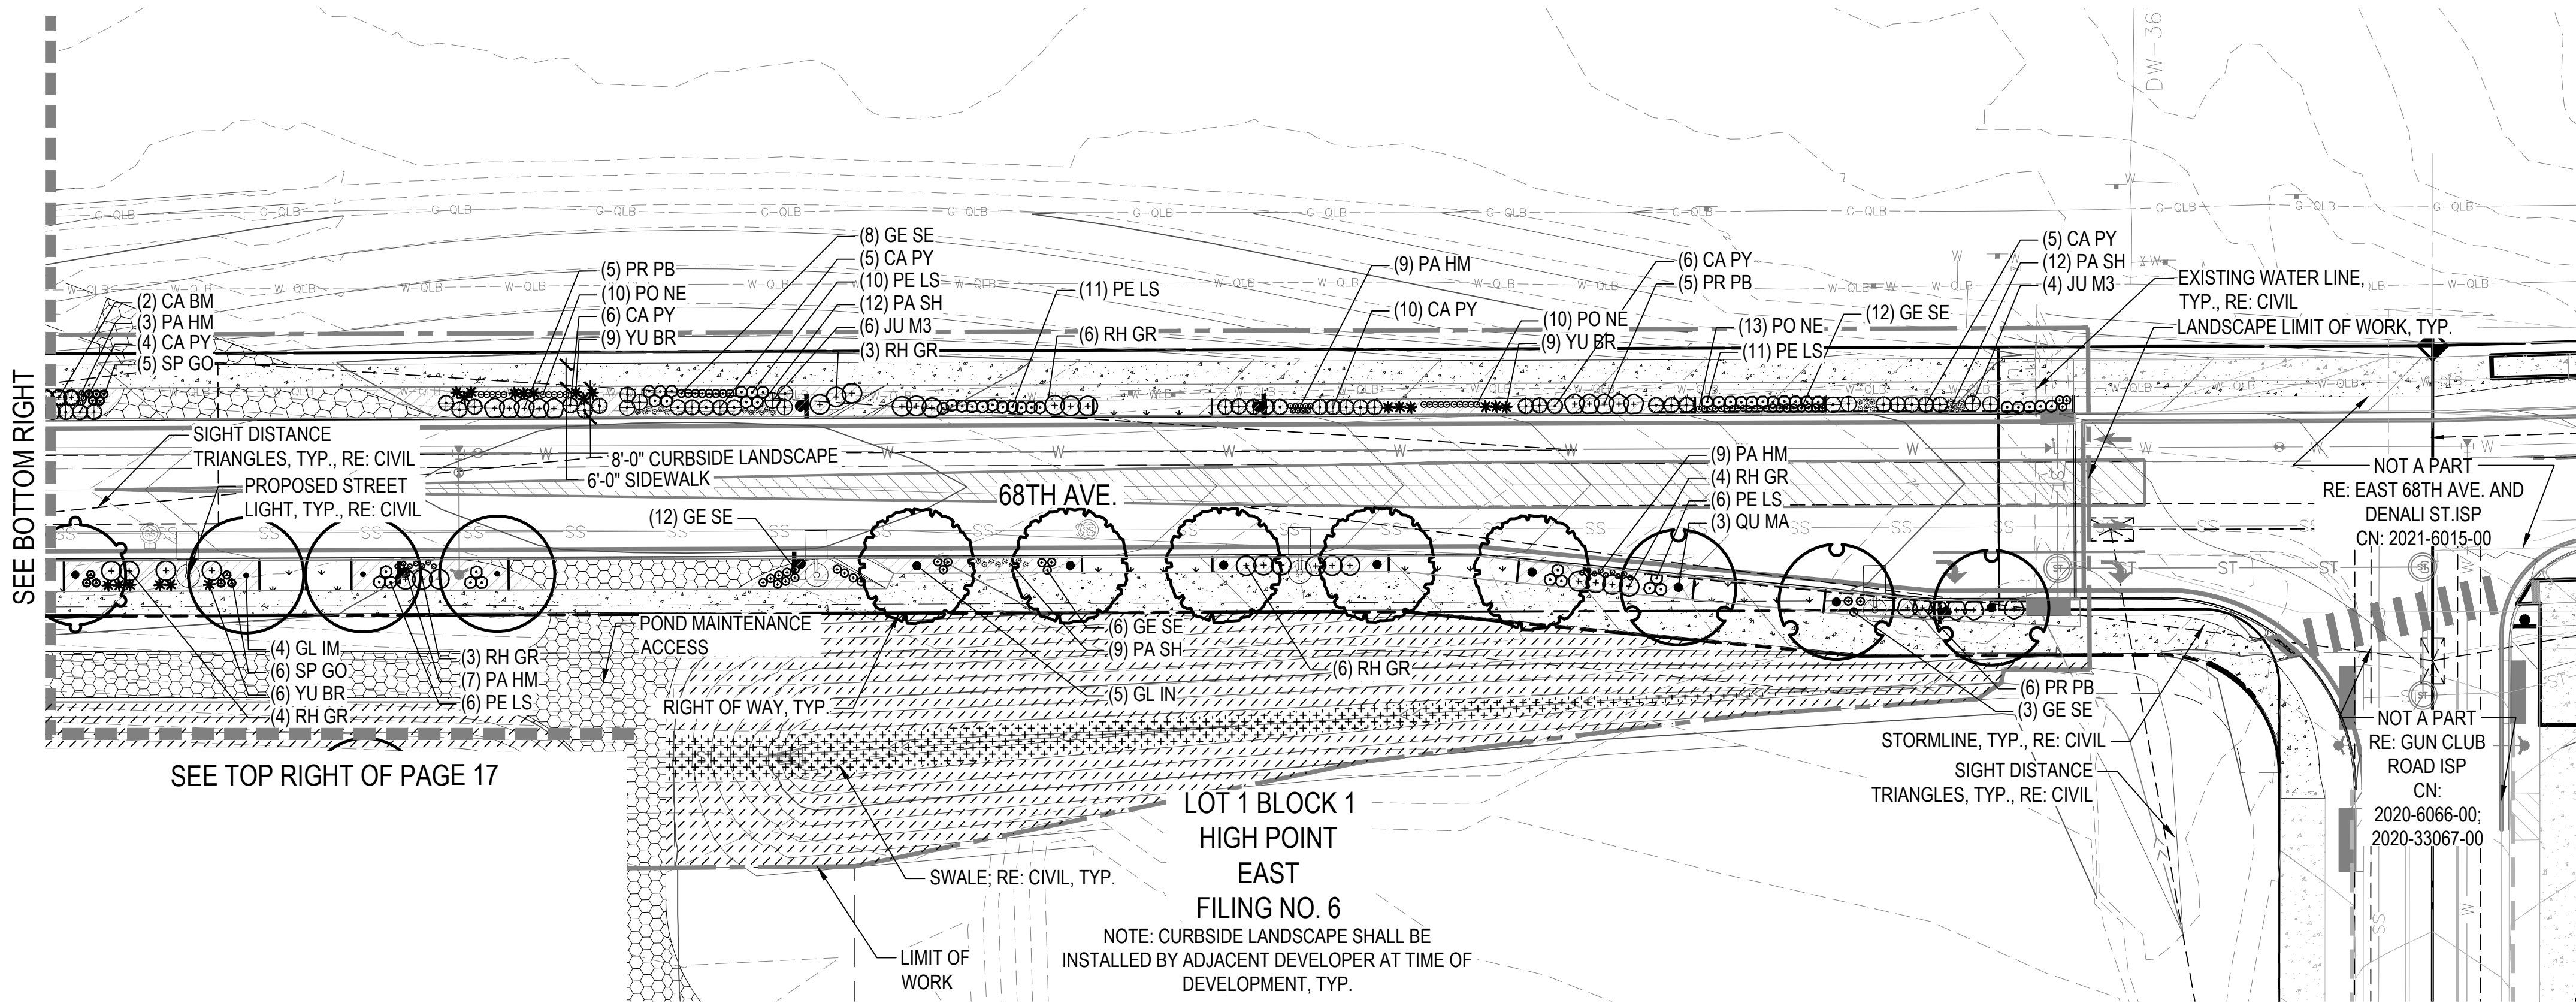 DW-36
G-QLB
G-QLB
G-QLB
G-QLB
G-QLB
G-QLB
G-QLB
G-QLB
G-QLB
G-QLB
G-QLB
G-QLB
G-QLB
G-QLB
SEE BOTTOM RIGHT
(2) CA BM
(3) PA HM
(4) CA PY
(5) SP GO
(5) PR PB
(10) PO NE
(6) CA PY
(9) YU BR
(8) GE SE
(5) CA PY
(10) PE LS
(12) PA SH
(6) JU M3
(3) RH GR
(11) PE LS
(6) RH GR
(9) PA HM
(10) CA PY
(10) PO NE
(9) YU BR
(6) CA PY
(5) PR PB
(13) PO NE
(11) PE LS
(12) GE SE
(5) CA PY
(12) PA SH
(4) JU M3
EXISTING WATER LINE,
TYP., RE: CIVIL
LANDSCAPE LIMIT OF WORK, TYP.
SIGHT DISTANCE
TRIANGLES, TYP., RE: CIVIL
PROPOSED STREET
LIGHT, TYP., RE: CIVIL
8'-0" CURBSIDE LANDSCAPE
6'-0" SIDEWALK
68TH AVE.
(12) GE SE
(9) PA HM
(4) RH GR
(6) PE LS
(3) QU MA
NOT A PART
RE: EAST 68TH AVE. AND
DENALI ST.ISP
CN: 2021-6015-00
(4) GL IM
(6) SP GO
(6) YU BR
(4) RH GR
(3) RH GR
(7) PA HM
(6) PE LS
POND MAINTENANCE
ACCESS
RIGHT OF WAY, TYP.
(6) GE SE
(9) PA SH
(5) GL IN
(6) RH GR
(6) PR PB
(3) GE SE
STORMLINE, TYP., RE: CIVIL
SIGHT DISTANCE
TRIANGLES, TYP., RE: CIVIL
NOT A PART
RE: GUN CLUB
ROAD ISP
CN:
2020-6066-00;
2020-33067-00
SEE TOP RIGHT OF PAGE 17
LOT 1 BLOCK 1
HIGH POINT
EAST
FILING NO. 6
NOTE: CURBSIDE LANDSCAPE SHALL BE
INSTALLED BY ADJACENT DEVELOPER AT TIME OF
DEVELOPMENT, TYP.
SWALE; RE: CIVIL, TYP.
LIMIT OF
WORK